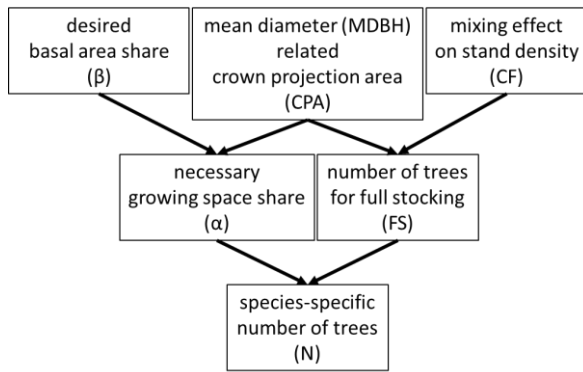 desired
basal area share
(β)
mean diameter (MDBH)
related
crown projection area
(CPA)
mixing effect
on stand density
(CF)
necessary
growing space share
(α)
number of trees
for full stocking
(FS)
species-specific
number of trees
(N)